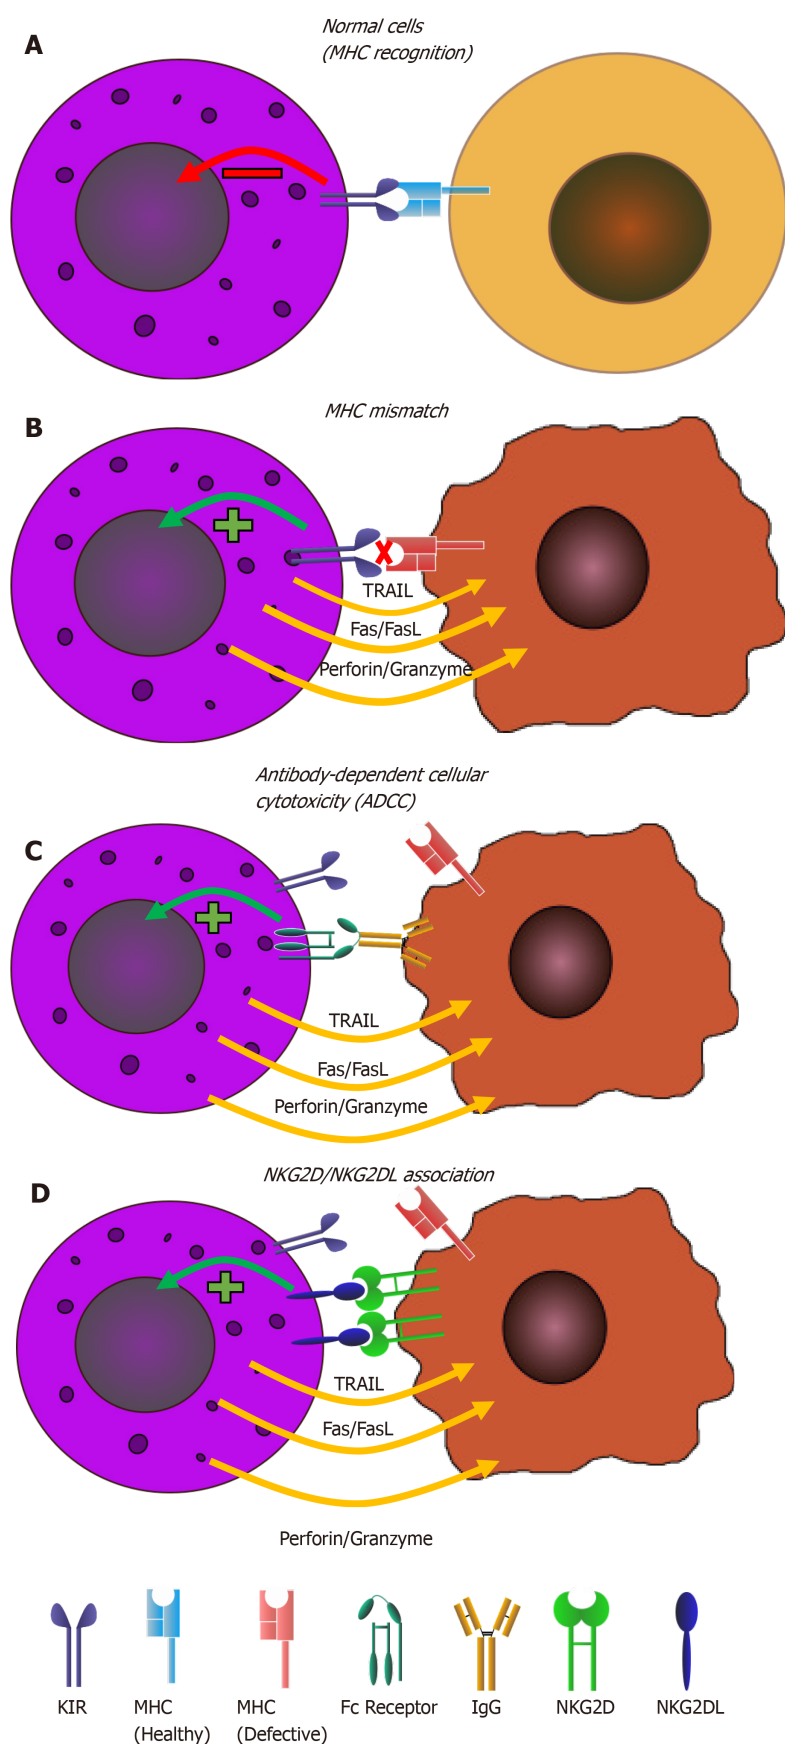 A
Normal cells
(MHC recognition)
B
MHC mismatch
TRAIL
Fas/FasL
Perforin/Granzyme
Antibody-dependent cellular
cytotoxicity (ADCC)
C
TRAIL
Fas/FasL
Perforin/Granzyme
NKG2D/NKG2DL association
D
TRAIL
Fas/FasL
Perforin/Granzyme
KIR
MHC
(Healthy)
MHC
(Defective)
Fc Receptor
IgG
NKG2D
NKG2DL